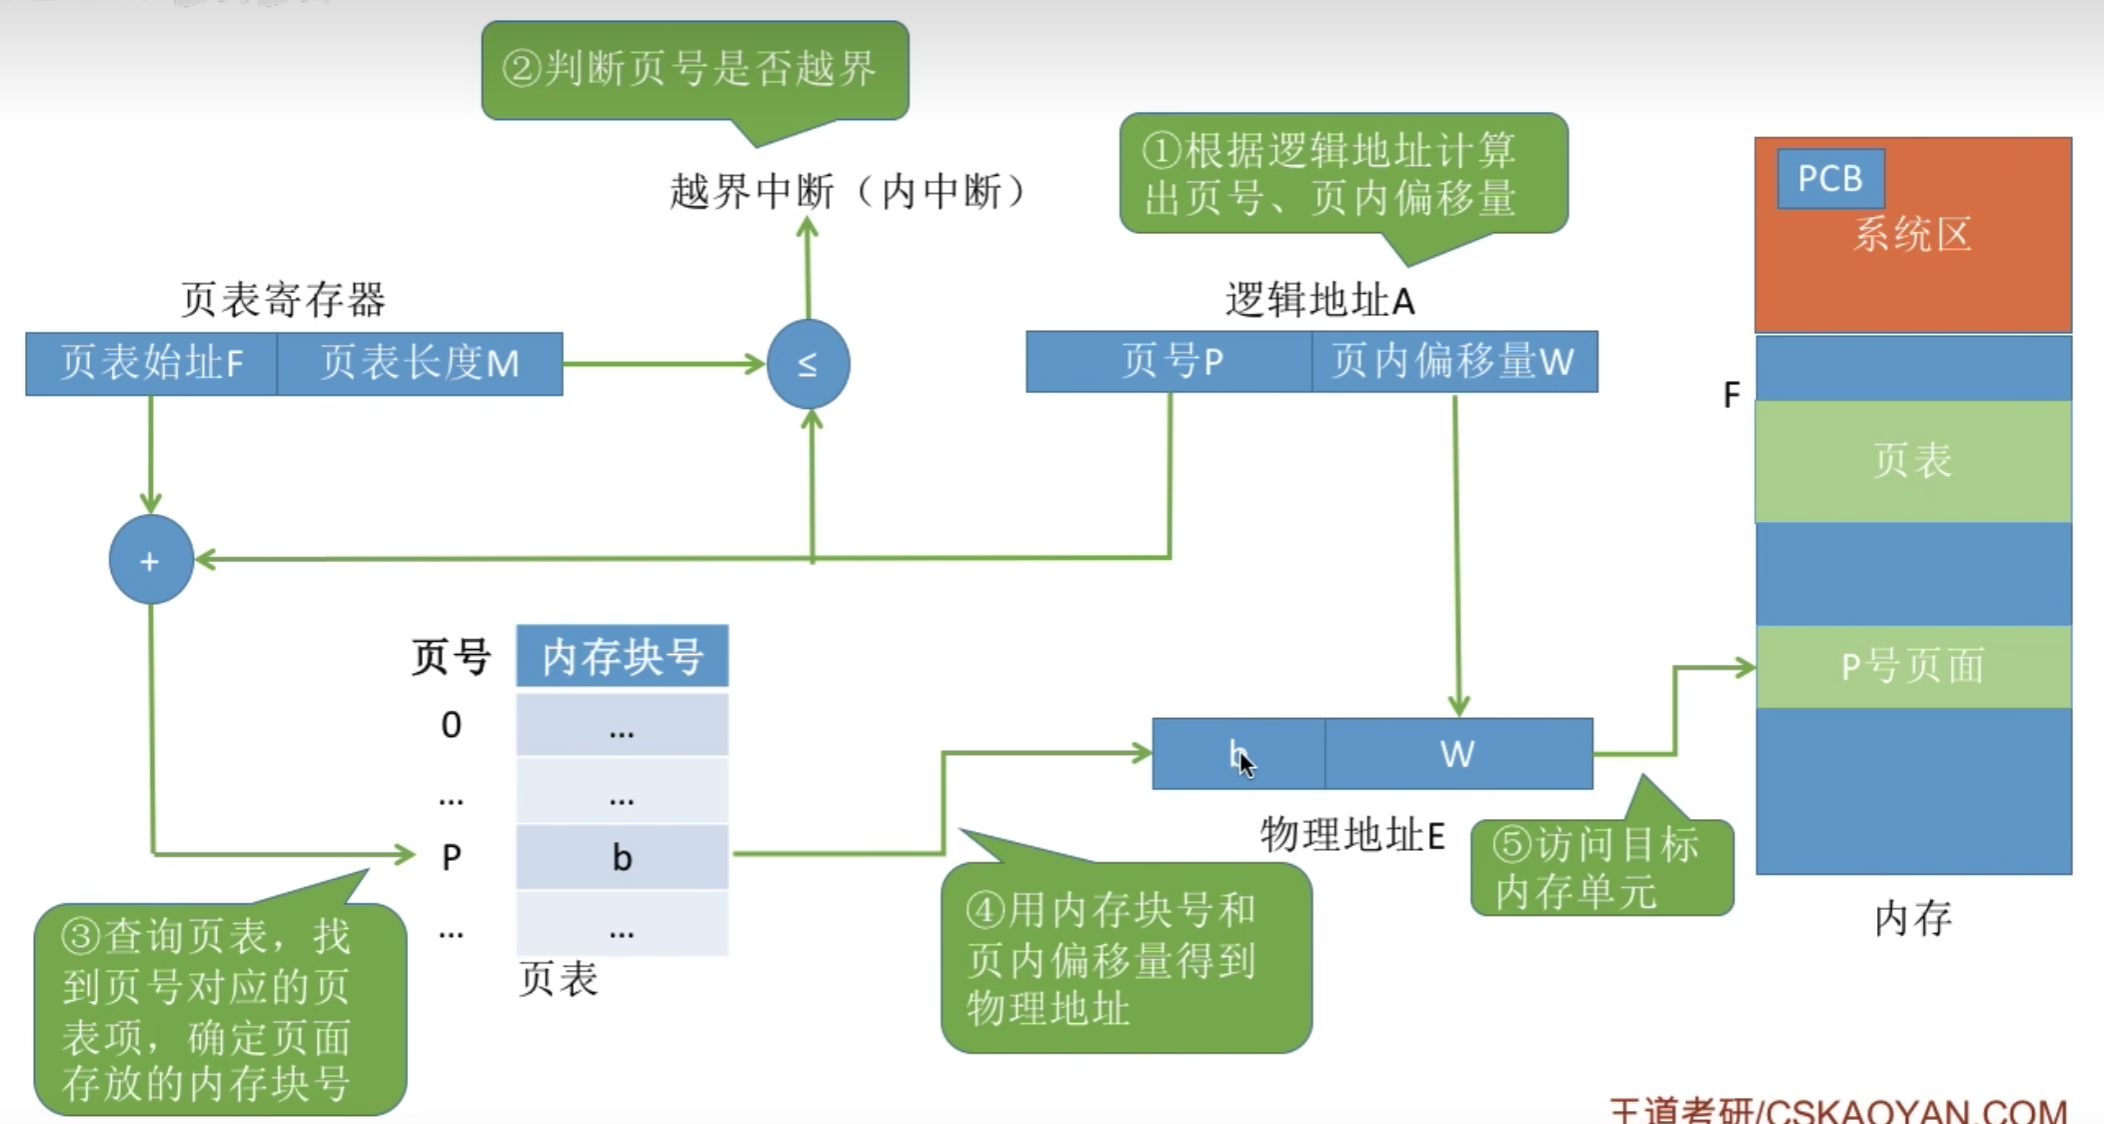 ②判断页号是否越界
①根据逻辑地址计算
出页号、页内偏移量
越界中断（内中断）
PCB
系统区
页表寄存器
逻辑地址A
页表始址F
页表长度M
≤
页号P
页内偏移量W
F
页表
+
页号
内存块号
0
...
...
...
P
b
...
...
页表
P号页面
b
W
物理地址E
⑤访问目标
内存单元
内存
③查询页表，找
到页号对应的页
表项，确定页面
存放的内存块号
④用内存块号和
页内偏移量得到
物理地址
王道考研/CSKAOYAN.COM